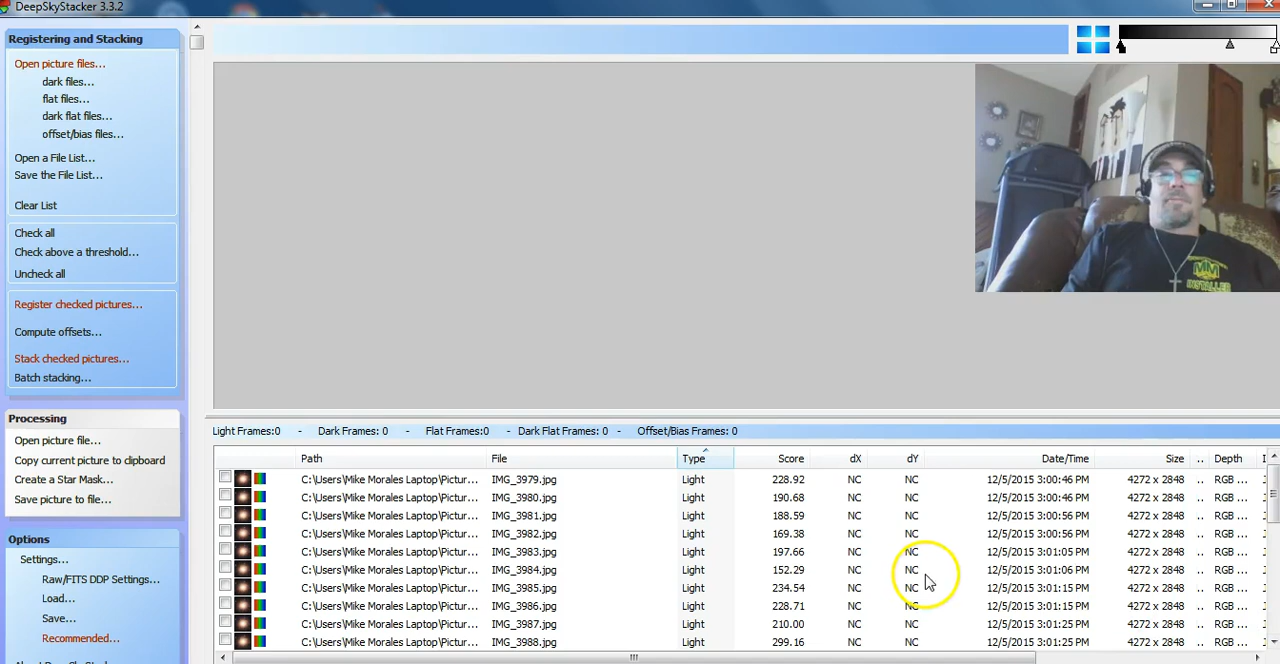 DeepSkyStacker 3.3.2
Registering and Stacking
Open picture files...
dark files...
flat files...
dark flat files...
offset/bias files...
Open a File List...
Save the File List...
Clear List
Check all
Check above a threshold...
Uncheck all
Register checked pictures...
Compute offsets...
Stack checked pictures...
Batch stacking...
Processing
Open picture file...
Copy current picture to clipboard
Create a Star Mask...
Save picture to file...
Options
Settings...
Raw/FITS DDP Settings...
Load...
Save...
Recommended...
MM
INSTALLER
Light Frames:0 - Dark Frames: 0 - Flat Frames:0 - Dark Flat Frames: 0 - Offset/Bias Frames: 0
Path File Type Score dX dY Date/Time Size .. Depth
C:\Users\Mike Morales Laptop\Pictur... IMG_3979.jpg Light 228.92 NC NC 12/5/2015 3:00:46 PM 4272 x 2848 .. RGB ...
C:\Users\Mike Morales Laptop\Pictur... IMG_3980.jpg Light 190.68 NC NC 12/5/2015 3:00:46 PM 4272 x 2848 .. RGB ...
C:\Users\Mike Morales Laptop\Pictur... IMG_3981.jpg Light 188.59 NC NC 12/5/2015 3:00:56 PM 4272 x 2848 .. RGB ...
C:\Users\Mike Morales Laptop\Pictur... IMG_3982.jpg Light 169.38 NC NC 12/5/2015 3:00:56 PM 4272 x 2848 .. RGB ...
C:\Users\Mike Morales Laptop\Pictur... IMG_3983.jpg Light 197.66 NC NC 12/5/2015 3:01:05 PM 4272 x 2848 .. RGB ...
C:\Users\Mike Morales Laptop\Pictur... IMG_3984.jpg Light 152.29 NC NC 12/5/2015 3:01:06 PM 4272 x 2848 .. RGB ...
C:\Users\Mike Morales Laptop\Pictur... IMG_3985.jpg Light 234.54 NC NC 12/5/2015 3:01:15 PM 4272 x 2848 .. RGB ...
C:\Users\Mike Morales Laptop\Pictur... IMG_3986.jpg Light 228.71 NC NC 12/5/2015 3:01:15 PM 4272 x 2848 .. RGB ...
C:\Users\Mike Morales Laptop\Pictur... IMG_3987.jpg Light 210.00 NC NC 12/5/2015 3:01:25 PM 4272 x 2848 .. RGB ...
C:\Users\Mike Morales Laptop\Pictur... IMG_3988.jpg Light 299.16 NC NC 12/5/2015 3:01:25 PM 4272 x 2848 .. RGB ...